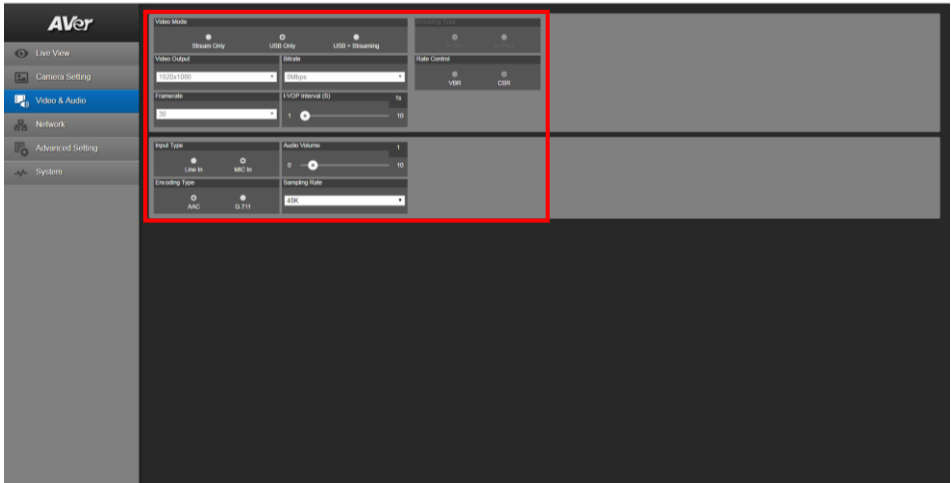 AVer
Live View
Camera Setting
Video & Audio
Network
Advanced Setting
System
Video Mode
Stream Only
USB Only
USB + Streaming
Encoding Type
Video Output
1920x1080
Bitrate
8Mbps
Rate Control
VBR
CBR
Framerate
30
I-VOP Interval (S)
1s
1
10
Input Type
Line In
MIC In
Audio Volume
1
0
10
Encoding Type
AAC
G.711
Sampling Rate
48K